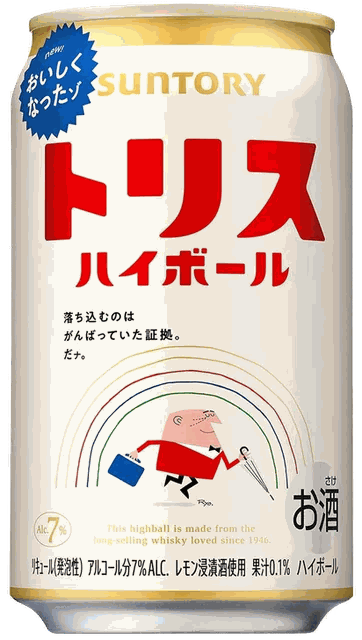 new!
おいしく
なったゾ
SUNTORY
トリス
ハイボール
落ち込むのは
がんばっていた証拠。
だナ。
さけ
お酒
Alc.7%
This highball is made from the
long-selling whisky loved since 1946.
リキュール(発泡性) アルコール分7%ALC. レモン浸漬酒使用 果汁0.1% ハイボール